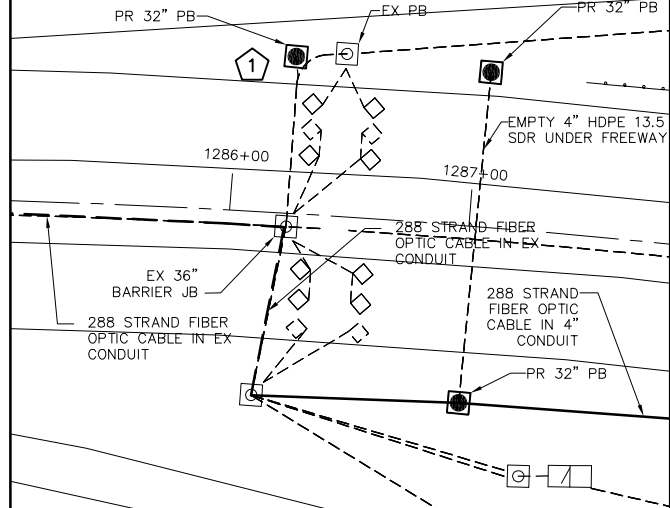 PR 32" PB
EX PB
PR 32" PB
1
EMPTY 4" HDPE 13.5
SDR UNDER FREEWAY
1286+00
1287+00
288 STRAND FIBER
OPTIC CABLE IN EX
CONDUIT
EX 36"
BARRIER JB
288 STRAND
FIBER OPTIC
CABLE IN 4"
CONDUIT
288 STRAND FIBER
OPTIC CABLE IN EX
CONDUIT
PR 32" PB